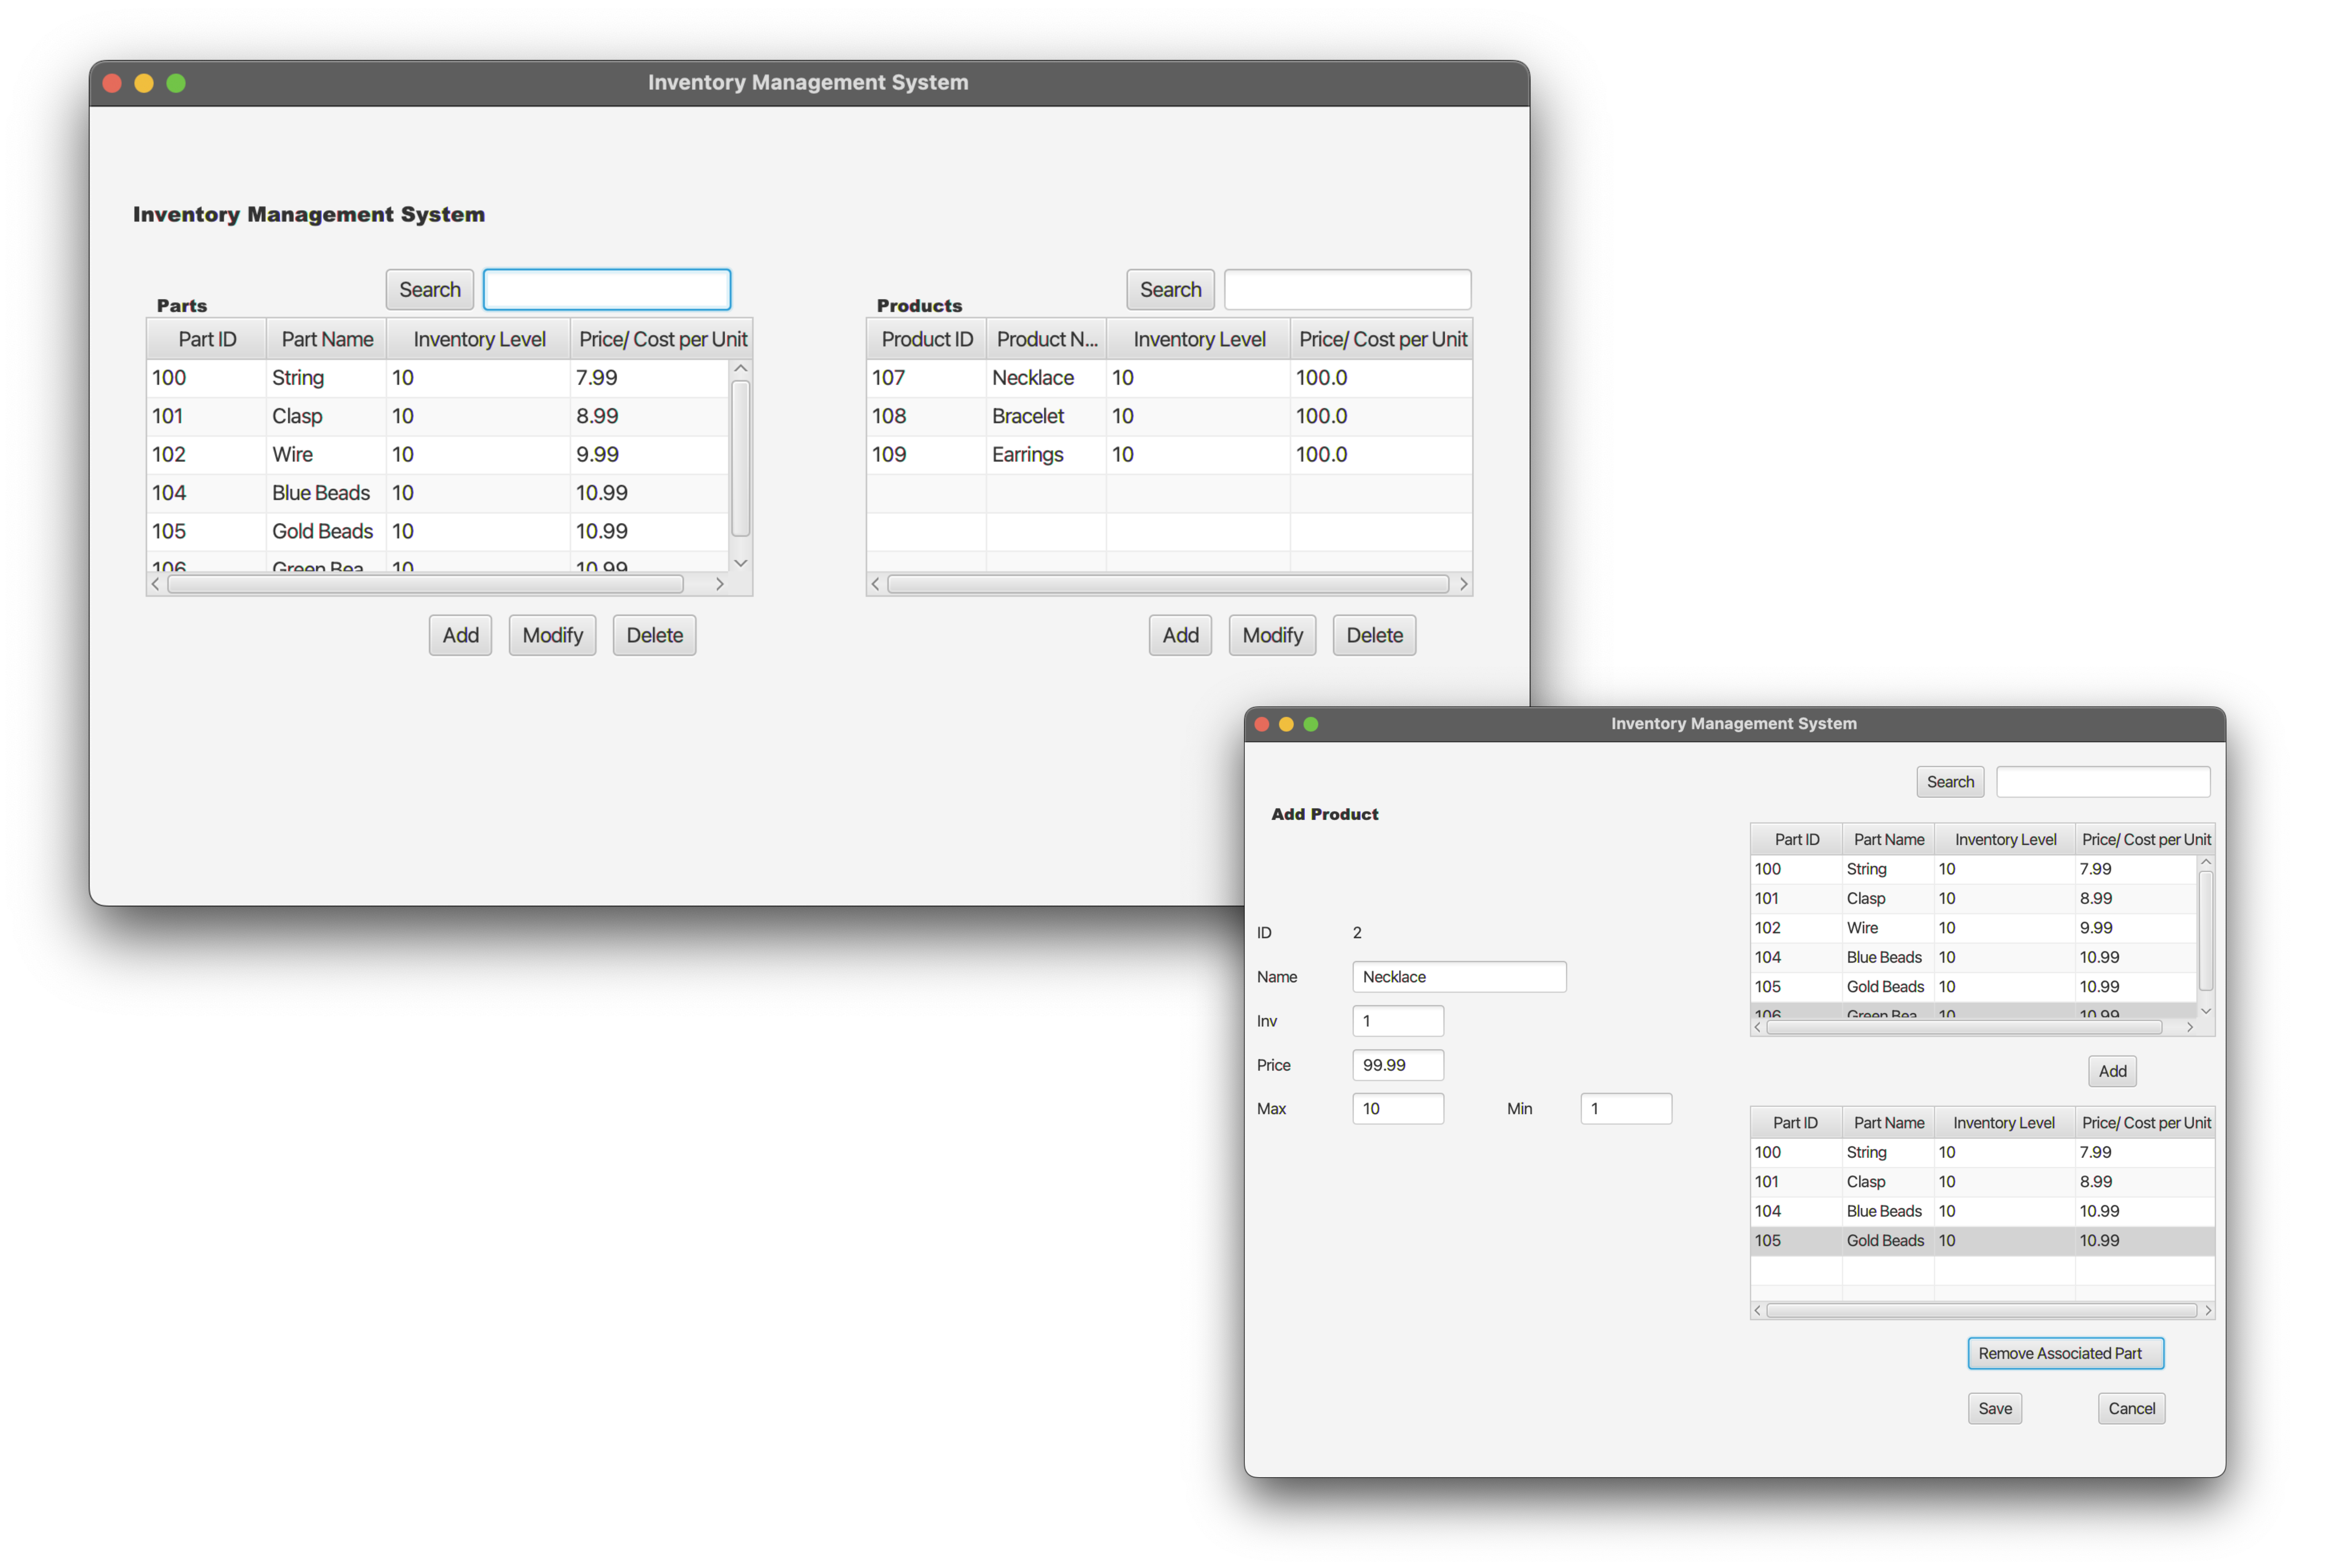 Inventory Management System
Inventory Management System
Search
Parts
Part ID Part Name Inventory Level Price/ Cost per Unit
100 String 10 7.99
101 Clasp 10 8.99
102 Wire 10 9.99
104 Blue Beads 10 10.99
105 Gold Beads 10 10.99
106 Green Bea 10 10.99
Add Modify Delete
Search
Products
Product ID Product N... Inventory Level Price/ Cost per Unit
107 Necklace 10 100.0
108 Bracelet 10 100.0
109 Earrings 10 100.0
Add Modify Delete
Inventory Management System
Add Product
ID 2
Name Necklace
Inv 1
Price 99.99
Max 10 Min 1
Search
Part ID Part Name Inventory Level Price/ Cost per Unit
100 String 10 7.99
101 Clasp 10 8.99
102 Wire 10 9.99
104 Blue Beads 10 10.99
105 Gold Beads 10 10.99
106 Green Bea 10 10.99
Add
Part ID Part Name Inventory Level Price/ Cost per Unit
100 String 10 7.99
101 Clasp 10 8.99
104 Blue Beads 10 10.99
105 Gold Beads 10 10.99
Remove Associated Part
Save Cancel